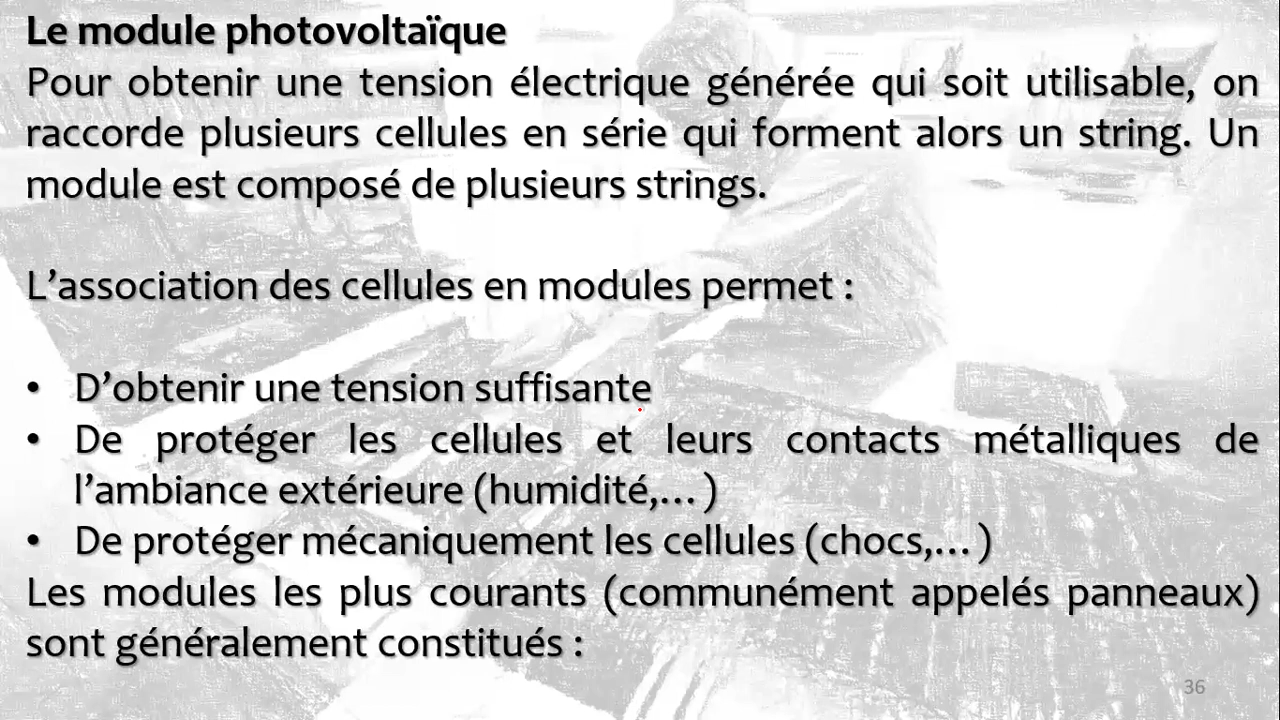 Le module photovoltaïque
Pour obtenir une tension électrique générée qui soit utilisable, on
raccorde plusieurs cellules en série qui forment alors un string. Un
module est composé de plusieurs strings.
L’association des cellules en modules permet :
• D’obtenir une tension suffisante
• De protéger les cellules et leurs contacts métalliques de
l’ambiance extérieure (humidité,… )
• De protéger mécaniquement les cellules (chocs,… )
Les modules les plus courants (communément appelés panneaux)
sont généralement constitués :
36